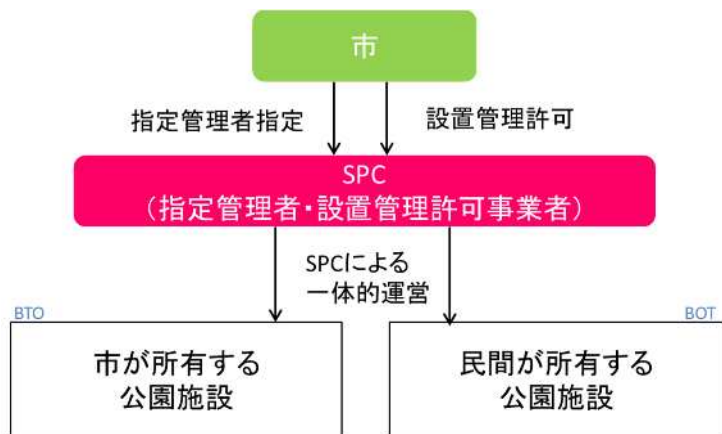 市
指定管理者指定
設置管理許可
SPC
（指定管理者・設置管理許可事業者）
SPCによる
一体的運営
BTO
BOT
市が所有する
公園施設
民間が所有する
公園施設